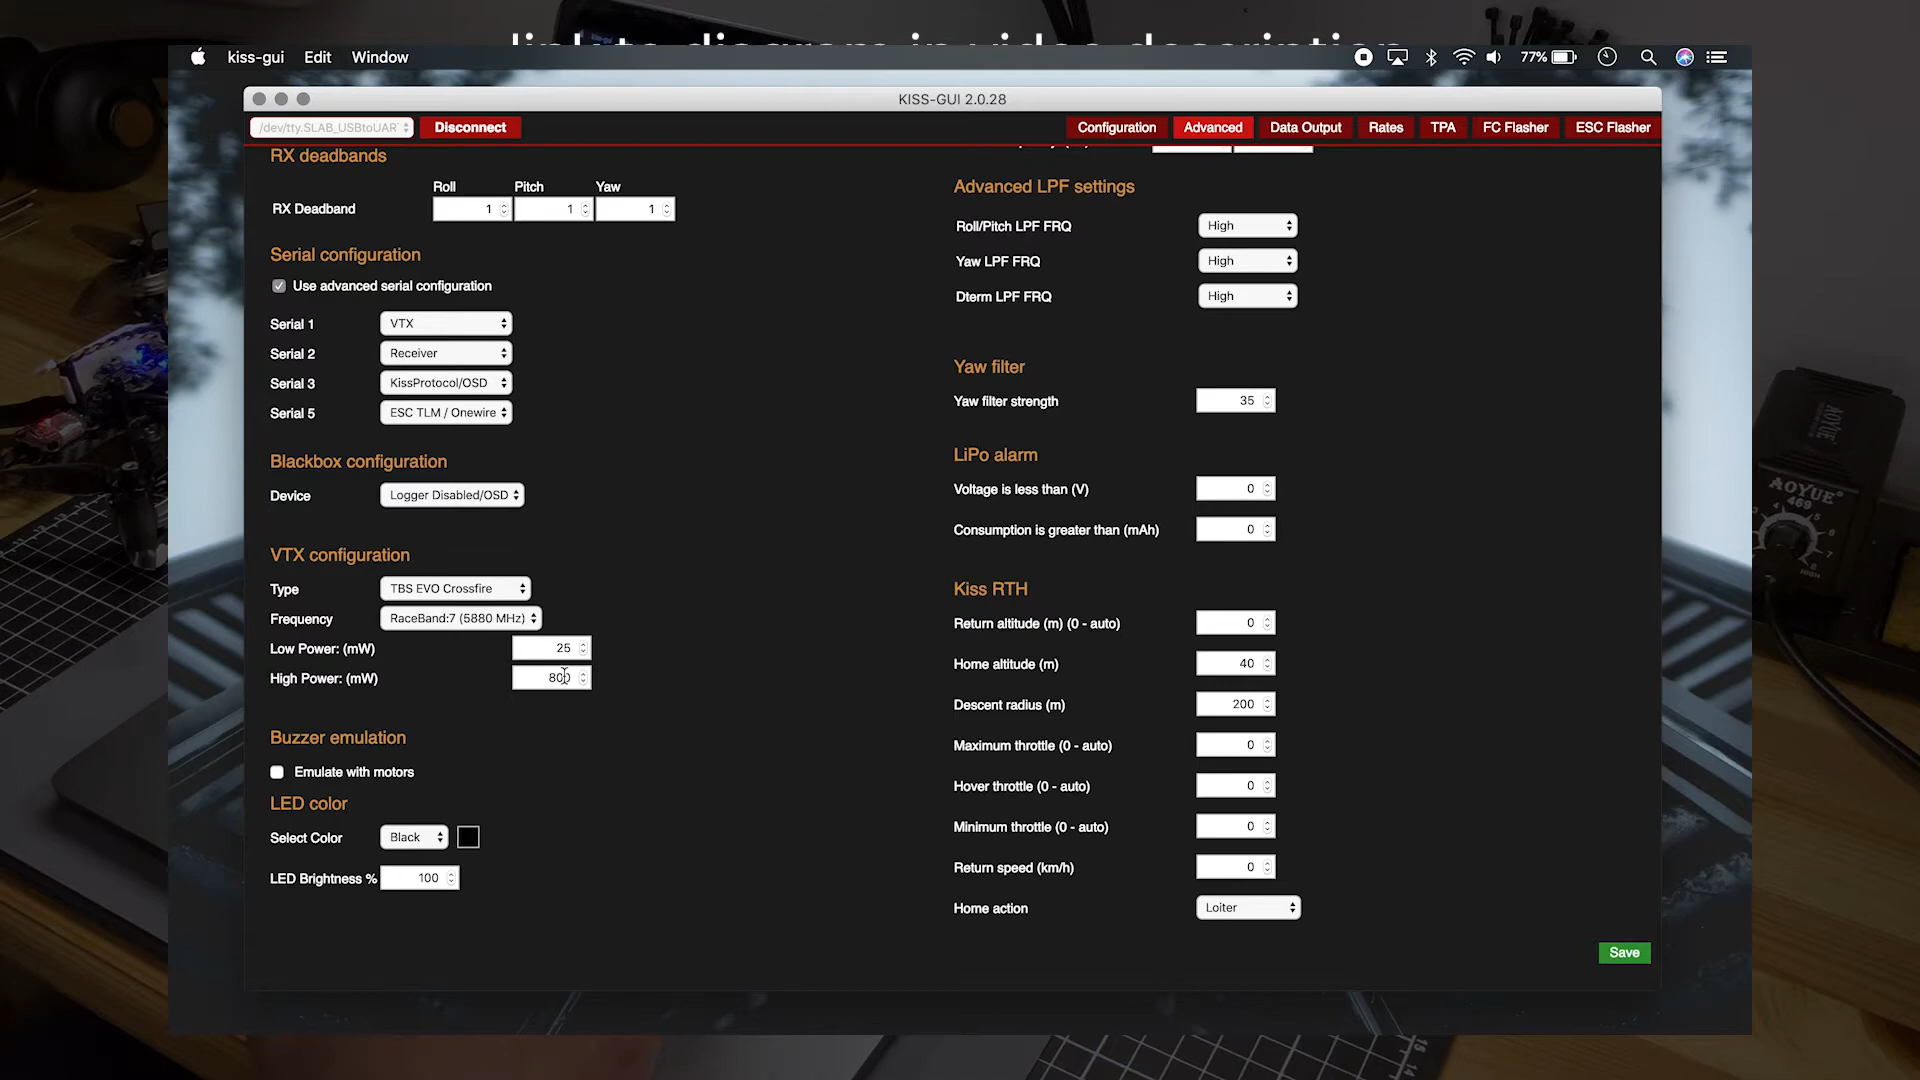 link to diagram in video description
kiss-gui Edit Window 77%
KISS-GUI 2.0.28
/dev/tty.SLAB_USBtoUAR Disconnect Configuration Advanced Data Output Rates TPA FC Flasher ESC Flasher
RX deadbands
Roll Pitch Yaw
RX Deadband 1 1 1
Serial configuration
Use advanced serial configuration
Serial 1 VTX
Serial 2 Receiver
Serial 3 KissProtocol/OSD
Serial 5 ESC TLM / Onewire
Blackbox configuration
Device Logger Disabled/OSD
VTX configuration
Type TBS EVO Crossfire
Frequency RaceBand:7 (5880 MHz)
Low Power: (mW) 25
High Power: (mW) 800
Buzzer emulation
Emulate with motors
LED color
Select Color Black
LED Brightness % 100
Advanced LPF settings
Roll/Pitch LPF FRQ High
Yaw LPF FRQ High
Dterm LPF FRQ High
Yaw filter
Yaw filter strength 35
LiPo alarm
Voltage is less than (V) 0
Consumption is greater than (mAh) 0
Kiss RTH
Return altitude (m) (0 - auto) 0
Home altitude (m) 40
Descent radius (m) 200
Maximum throttle (0 - auto) 0
Hover throttle (0 - auto) 0
Minimum throttle (0 - auto) 0
Return speed (km/h) 0
Home action Loiter
Save
AOYUE
469